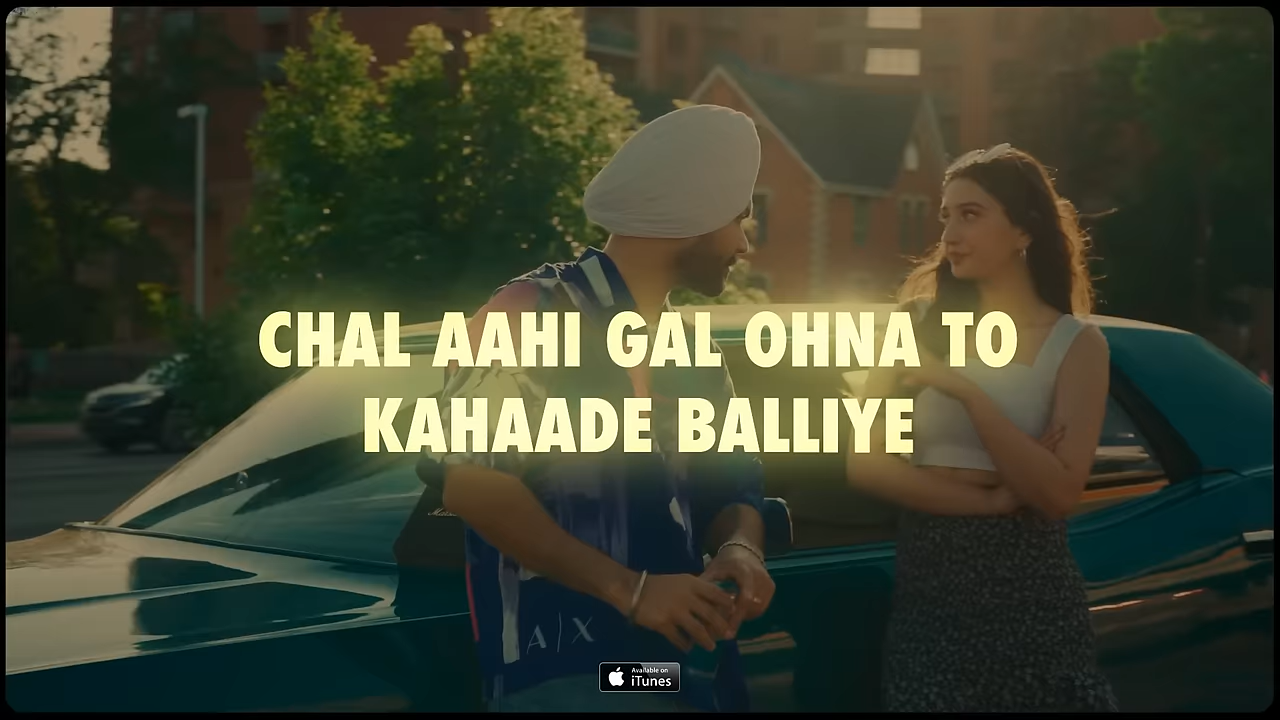 CHAL AAHI GAL OHNA TO
KAHAADE BALLIYE
A|X
Available on
iTunes